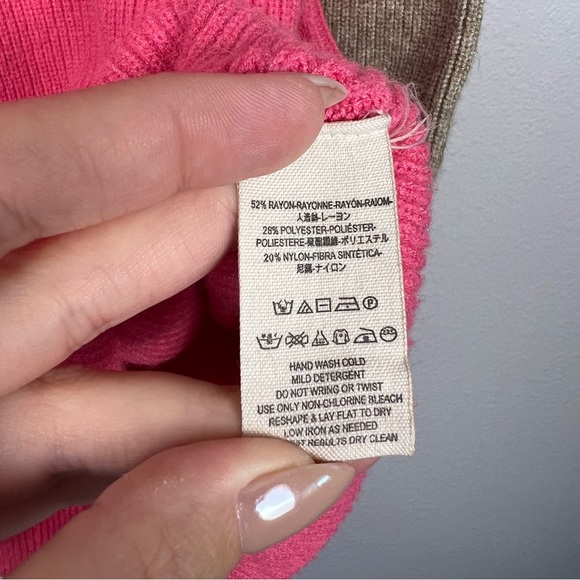 52% RAYON-RAYONNE-RAYÓN-RAIOM-
人造絲-レーヨン
28% POLYESTER-POLIÉSTER-
POLIESTERE-聚酯纖維-ポリエステル
20% NYLON-FIBRA SINTÉTICA-
尼龍-ナイロン
HAND WASH COLD
MILD DETERGENT
DO NOT WRING OR TWIST
USE ONLY NON-CHLORINE BLEACH
RESHAPE & LAY FLAT TO DRY
LOW IRON AS NEEDED
RESULTS DRY CLEAN